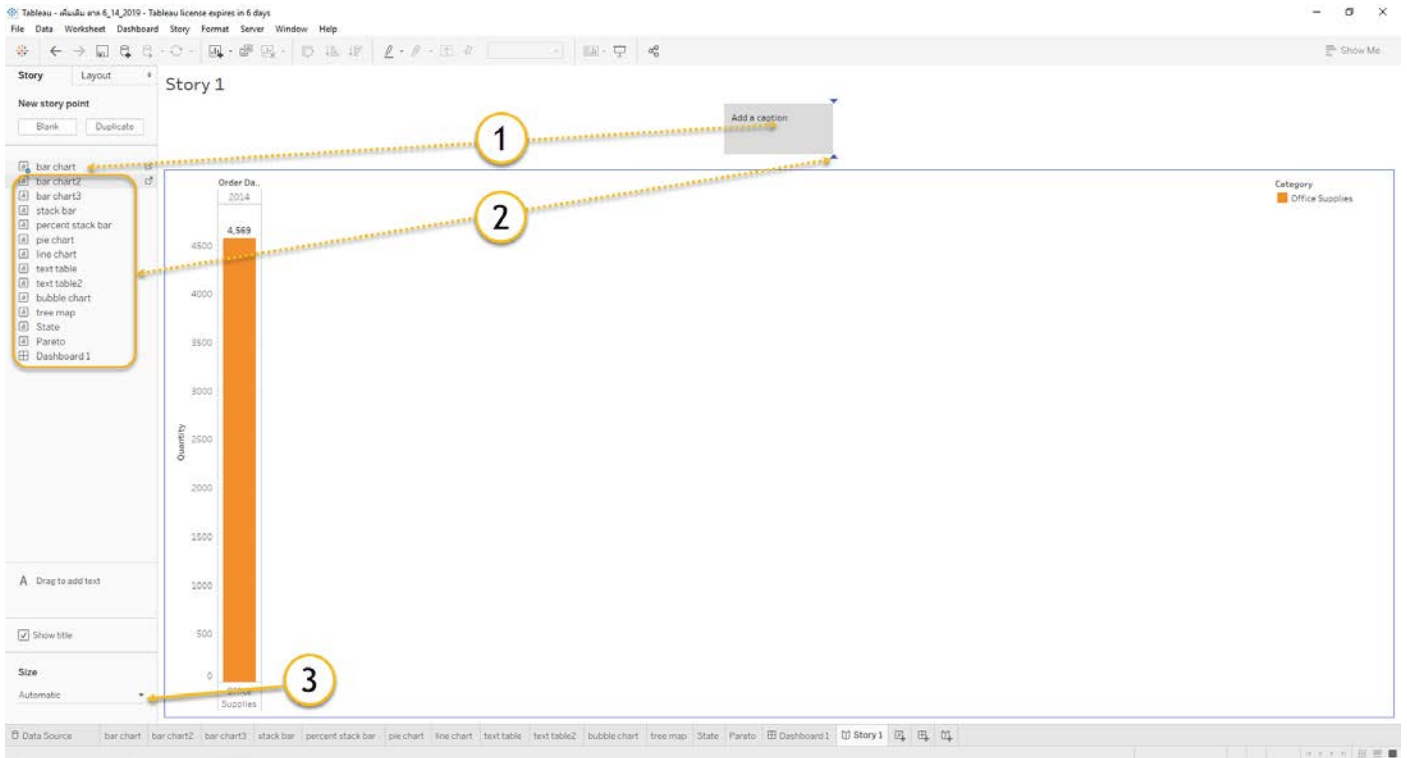 Tableau - เพิ่มเติม ศาล 6_14_2019 - Tableau license expires in 6 days
File Data Worksheet Dashboard Story Format Server Window Help
Show Me
Story Layout
New story point
Blank Duplicate
bar chart
bar chart2
bar chart3
stack bar
percent stack bar
pie chart
line chart
text table
text table2
bubble chart
tree map
State
Pareto
Dashboard 1
A Drag to add text
Show title
Size
Automatic
Story 1
Add a caption
1
2
3
Order Da..
2014
4,569
4500
4000
3500
3000
2500
2000
1500
1000
500
0
Quantity
Office
Supplies
Category
Office Supplies
Data Source bar chart bar chart2 bar chart3 stack bar percent stack bar pie chart line chart text table text table2 bubble chart tree map State Pareto Dashboard 1 Story 1